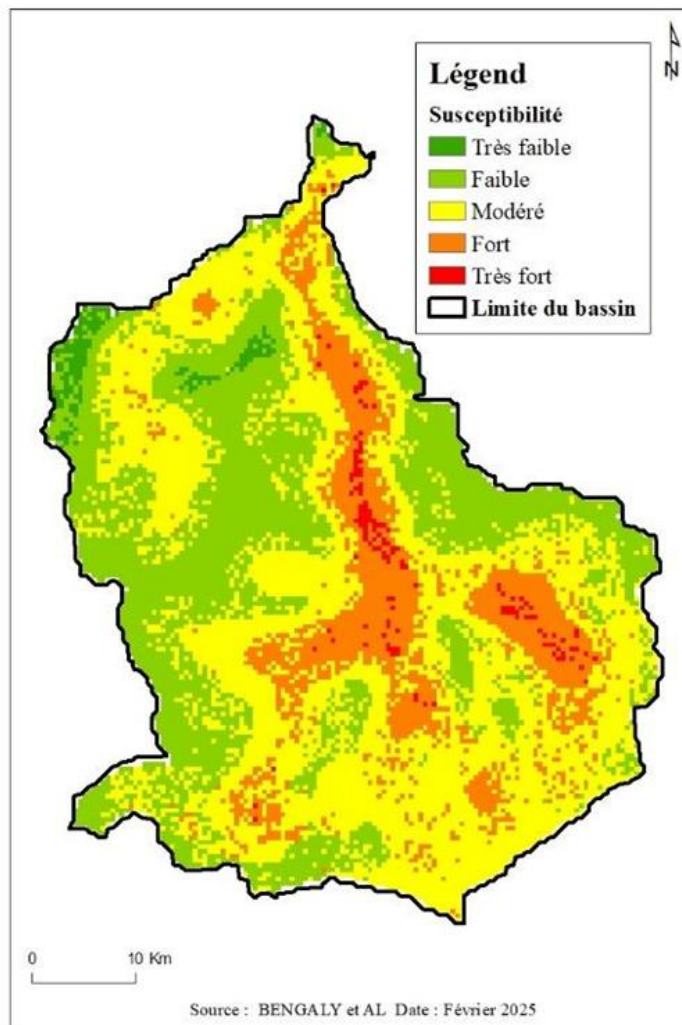 N
Légend
Susceptibilité
Très faible
Faible
Modéré
Fort
Très fort
Limite du bassin
0 10 Km
Source : BENGALY et AL Date : Février 2025